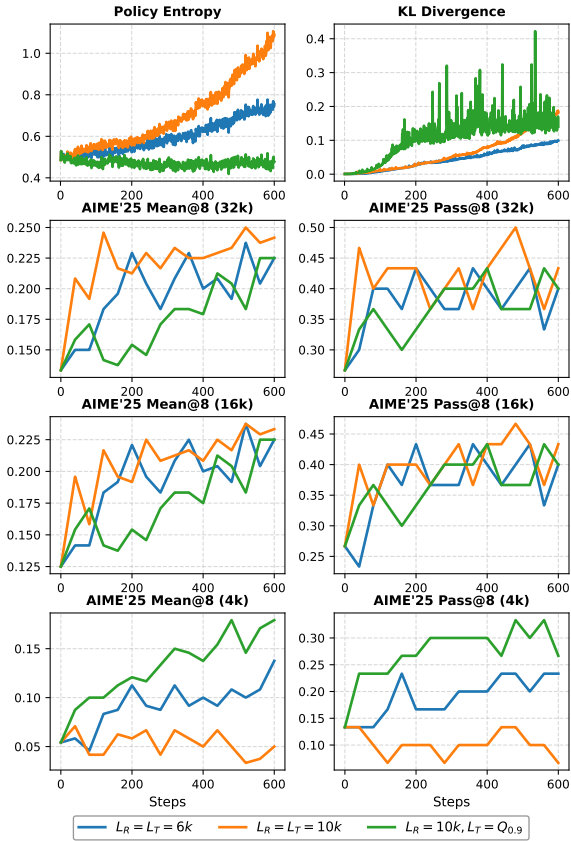 Policy Entropy
KL Divergence
1.0
0.8
0.6
0.4
0 200 400 600
0.4
0.3
0.2
0.1
0.0
0 200 400 600
AIME'25 Mean@8 (32k)
AIME'25 Pass@8 (32k)
0.250
0.225
0.200
0.175
0.150
0 200 400 600
0.50
0.45
0.40
0.35
0.30
0 200 400 600
AIME'25 Mean@8 (16k)
AIME'25 Pass@8 (16k)
0.225
0.200
0.175
0.150
0.125
0 200 400 600
0.45
0.40
0.35
0.30
0.25
0 200 400 600
AIME'25 Mean@8 (4k)
AIME'25 Pass@8 (4k)
0.15
0.10
0.05
0 200 400 600
Steps
0.30
0.25
0.20
0.15
0.10
0 200 400 600
Steps
L_R = L_T = 6k
L_R = L_T = 10k
L_R = 10k, L_T = Q_{0.9}